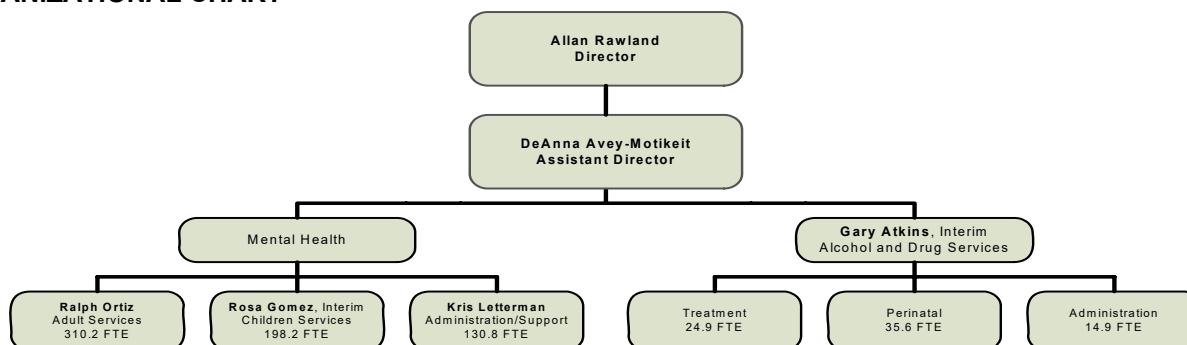 Allan Rawland
Director
DeAnna Avey-Motikeit
Assistant Director
Mental Health
Gary Atkins, Interim
Alcohol and Drug Services
Ralph Ortiz
Adult Services
310.2 FTE
Rosa Gomez, Interim
Children Services
198.2 FTE
Kris Letterman
Administration/Support
130.8 FTE
Treatment
24.9 FTE
Perinatal
35.6 FTE
Administration
14.9 FTE